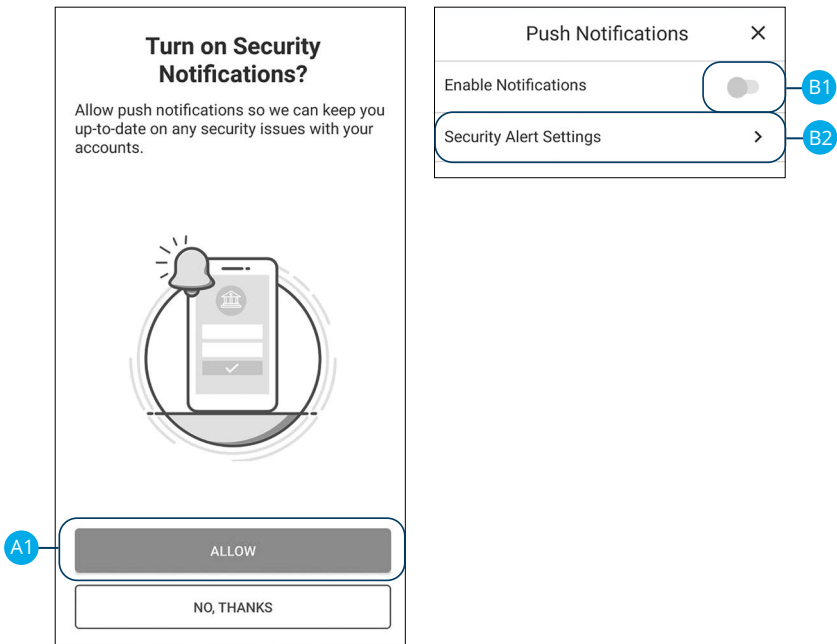 Turn on Security
Notifications?
Allow push notifications so we can keep you
up-to-date on any security issues with your
accounts.
A1
ALLOW
NO, THANKS
Push Notifications
Enable Notifications
B1
Security Alert Settings
B2